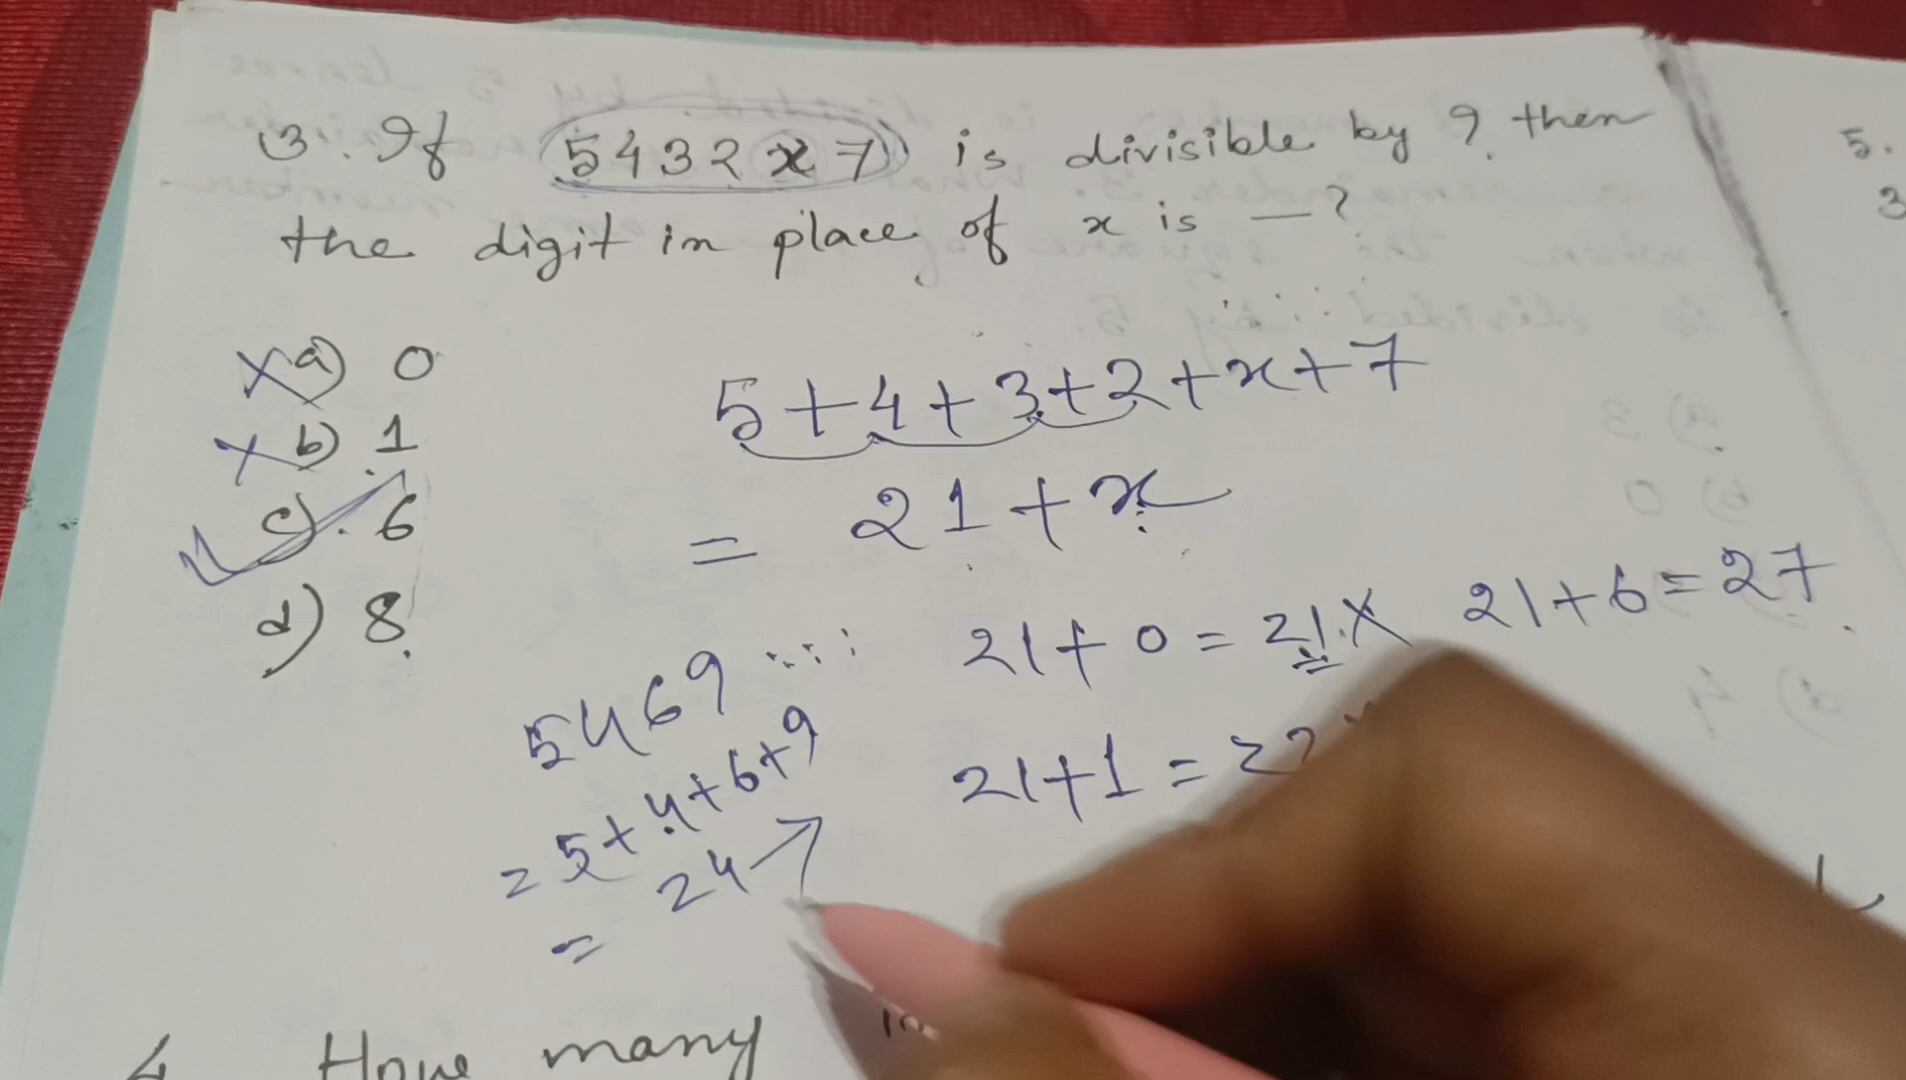 3. If 5432x7 is divisible by 9, then
the digit in place of x is — ?
a) 0
b) 1
c) 6
d) 8
5+4+3+2+x+7
= 21+x
21+0=21 X
21+6=27
21+1=22
5469
=5+4+6+9
= 24
How many
5.
3